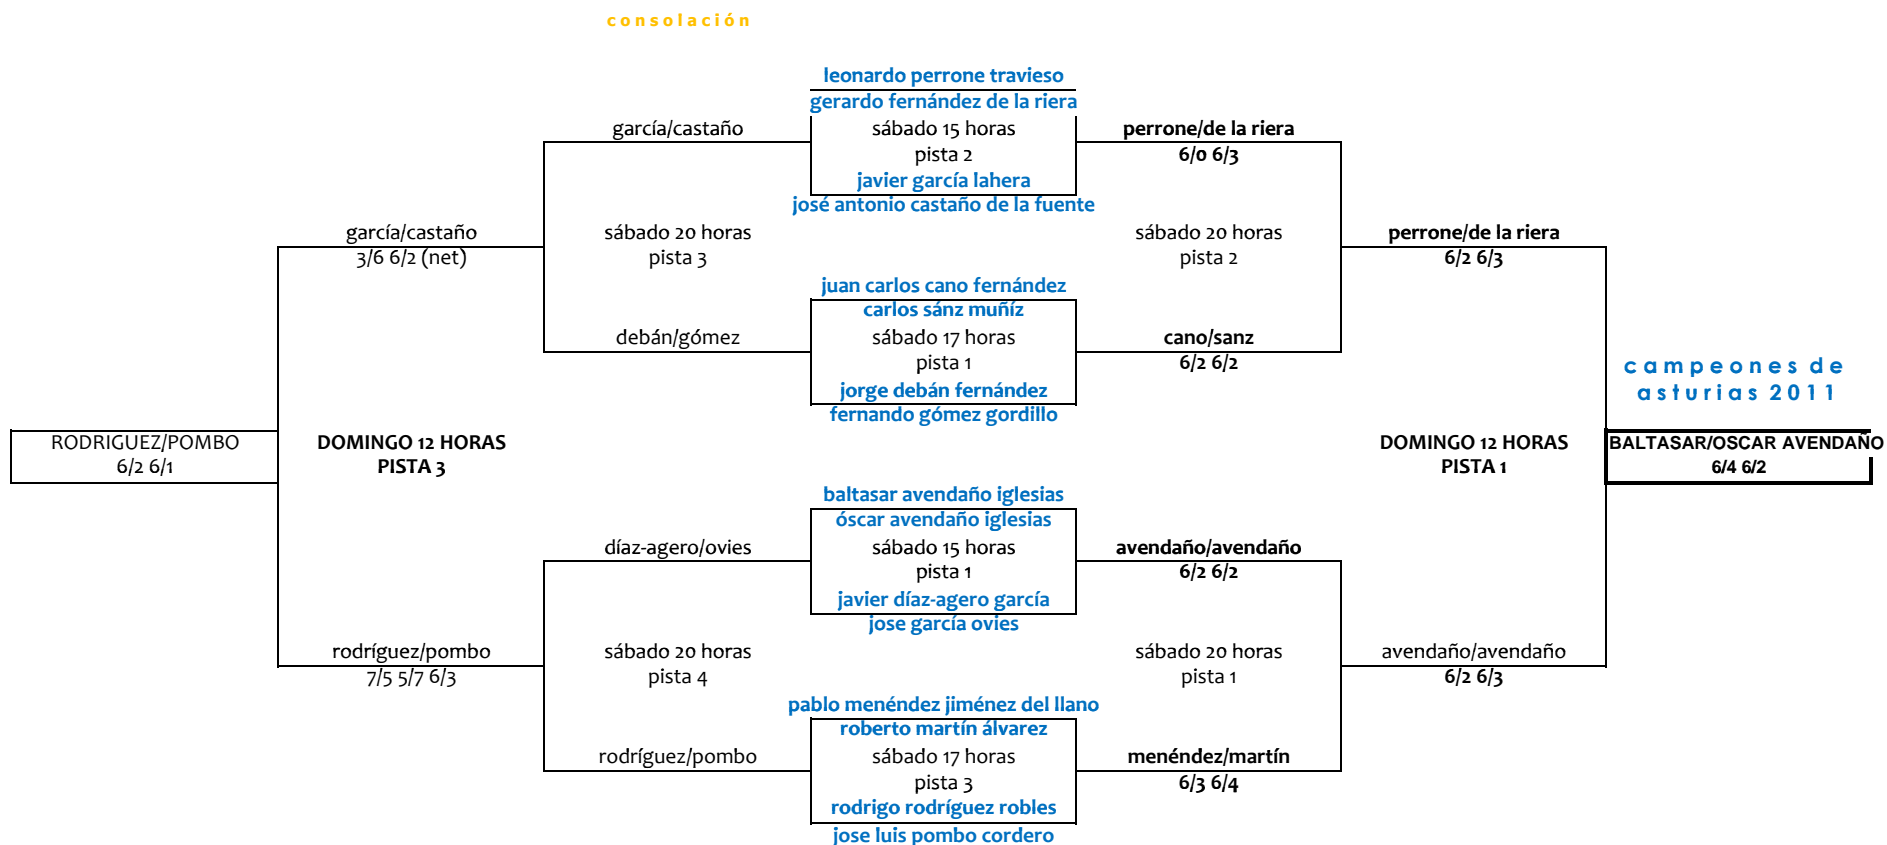 consolación
leonardo perrone travieso
gerardo fernández de la riera
garcía/castaño
sábado 15 horas
perrone/de la riera
pista 2
6/0 6/3
javier garcía lahera
josé antonio castaño de la fuente
garcía/castaño
sábado 20 horas
sábado 20 horas
perrone/de la riera
3/6 6/2 (net)
pista 3
pista 2
6/2 6/3
juan carlos cano fernández
carlos sánz muñíz
debán/gómez
sábado 17 horas
cano/sanz
pista 1
6/2 6/2
campeones de
jorge debán fernández
asturias 2011
fernando gómez gordillo
RODRIGUEZ/POMBO
DOMINGO 12 HORAS
DOMINGO 12 HORAS
BALTASAR/OSCAR AVENDAÑO
6/2 6/1
PISTA 3
PISTA 1
6/4 6/2
baltasar avendaño iglesias
óscar avendaño iglesias
díaz-agero/ovies
sábado 15 horas
avendaño/avendaño
pista 1
6/2 6/2
javier díaz-agero garcía
jose garcía ovies
rodríguez/pombo
sábado 20 horas
sábado 20 horas
avendaño/avendaño
7/5 5/7 6/3
pista 4
pista 1
6/2 6/3
pablo menéndez jiménez del llano
roberto martín álvarez
rodríguez/pombo
sábado 17 horas
menéndez/martín
pista 3
6/3 6/4
rodrigo rodríguez robles
jose luis pombo cordero